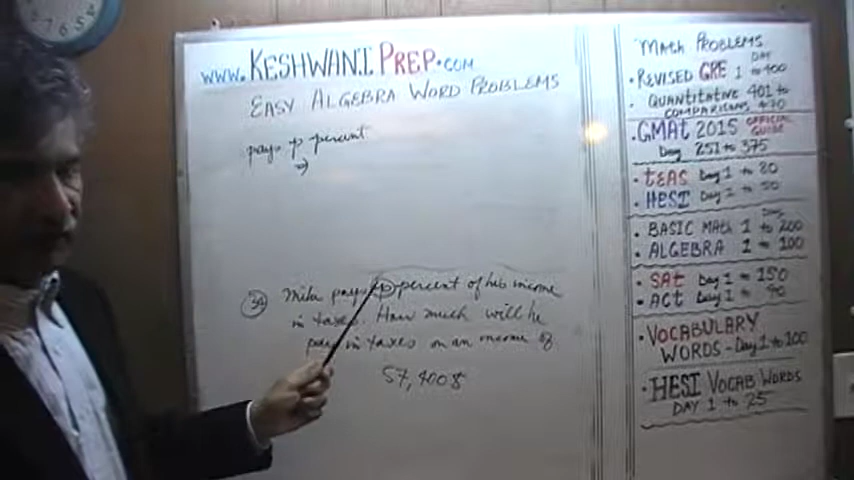 www.KESHWANI PREP.COM
EASY ALGEBRA WORD PROBLEMS
pays p percent
⇒
34 Mike pays p percent of his income
in taxes. How much will he
pay in taxes on an income of
57,400$
MATH PROBLEMS
• REVISED GRE DAY 1 to 400
• QUANTITATIVE 401 to
COMPARISONS 420
• GMAT 2015 OFFICIAL GUIDE
Day 251 to 375
• TEAS Day 1 to 20
• HESI Day 1 to 50
• BASIC MATH Day 1 to 200
• ALGEBRA 1 to 100
• SAT Day 1 to 150
• ACT Day 1 to 90
• VOCABULARY
WORDS - Day 1 to 100
• HESI VOCAB WORDS
DAY 1 to 25
7
6
5
8